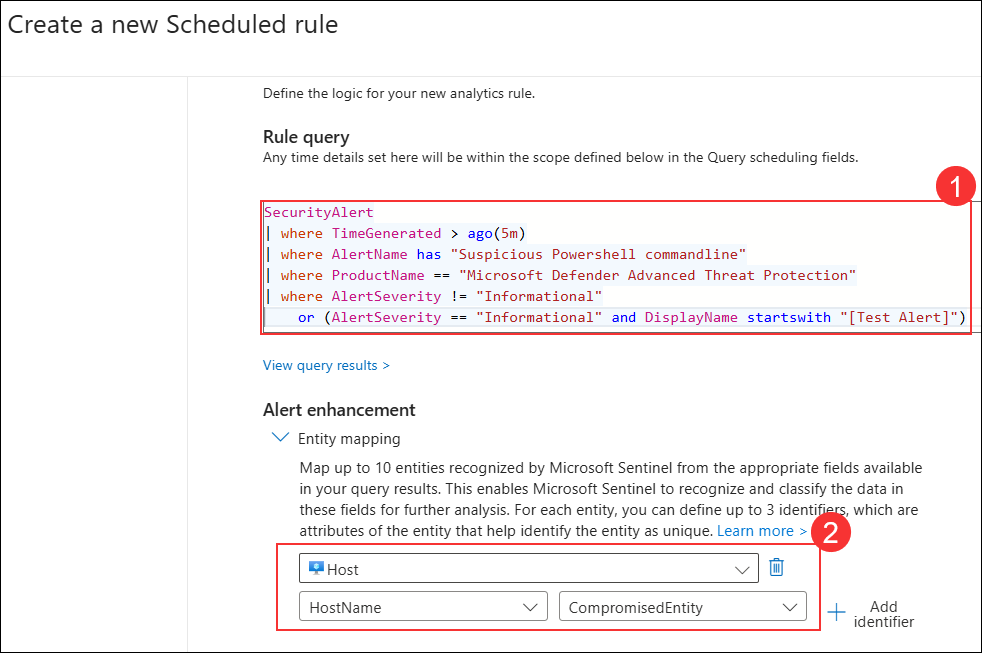 Create a new Scheduled rule
Define the logic for your new analytics rule.
Rule query
Any time details set here will be within the scope defined below in the Query scheduling fields.
1
SecurityAlert
| where TimeGenerated > ago(5m)
| where AlertName has "Suspicious Powershell commandline"
| where ProductName == "Microsoft Defender Advanced Threat Protection"
| where AlertSeverity != "Informational"
or (AlertSeverity == "Informational" and DisplayName startswith "[Test Alert]")
View query results >
Alert enhancement
Entity mapping
Map up to 10 entities recognized by Microsoft Sentinel from the appropriate fields available
in your query results. This enables Microsoft Sentinel to recognize and classify the data in
these fields for further analysis. For each entity, you can define up to 3 identifiers, which are
attributes of the entity that help identify the entity as unique. Learn more >
2
Host
HostName
CompromisedEntity
Add
identifier